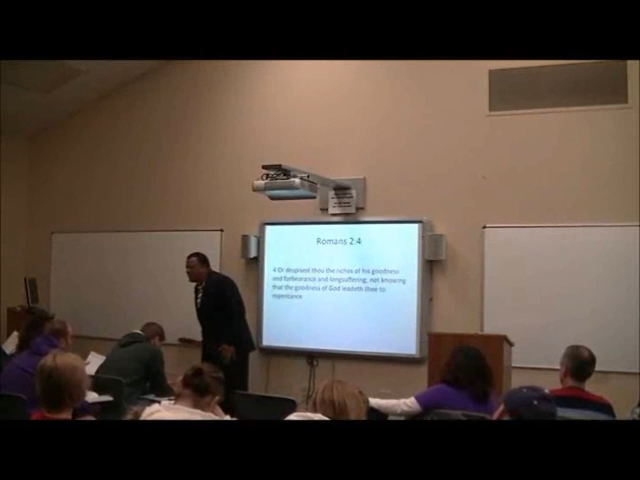 Romans 2:4
4 Or despisest thou the riches of his goodness
and forbearance and longsuffering; not knowing
that the goodness of God leadeth thee to
repentance